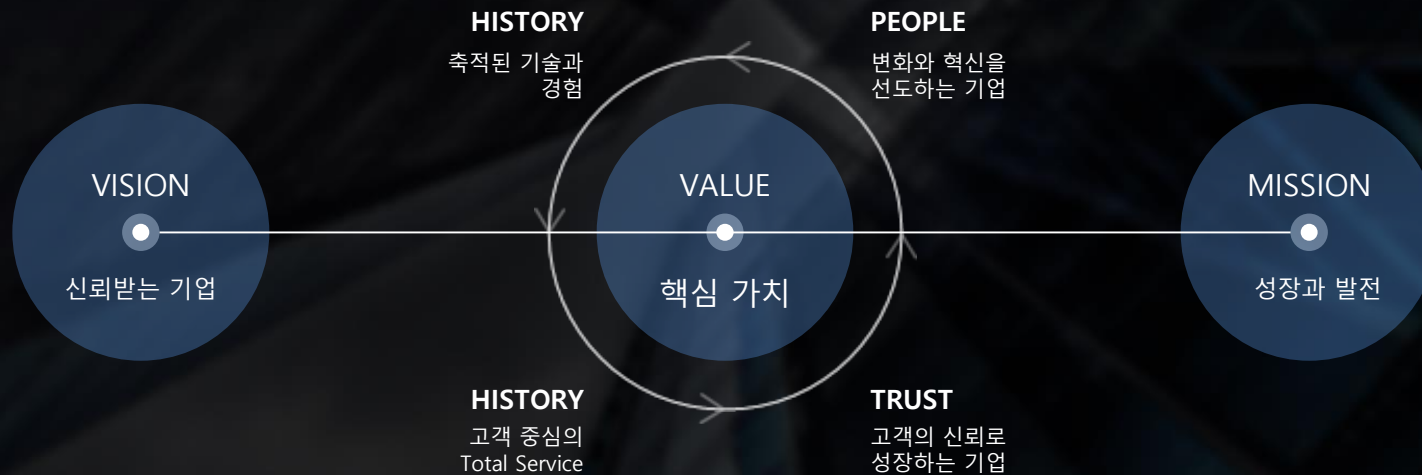 HISTORY
축적된 기술과
경험
PEOPLE
변화와 혁신을
선도하는 기업
VISION
신뢰받는 기업
VALUE
핵심 가치
MISSION
성장과 발전
HISTORY
고객 중심의
Total Service
TRUST
고객의 신뢰로
성장하는 기업